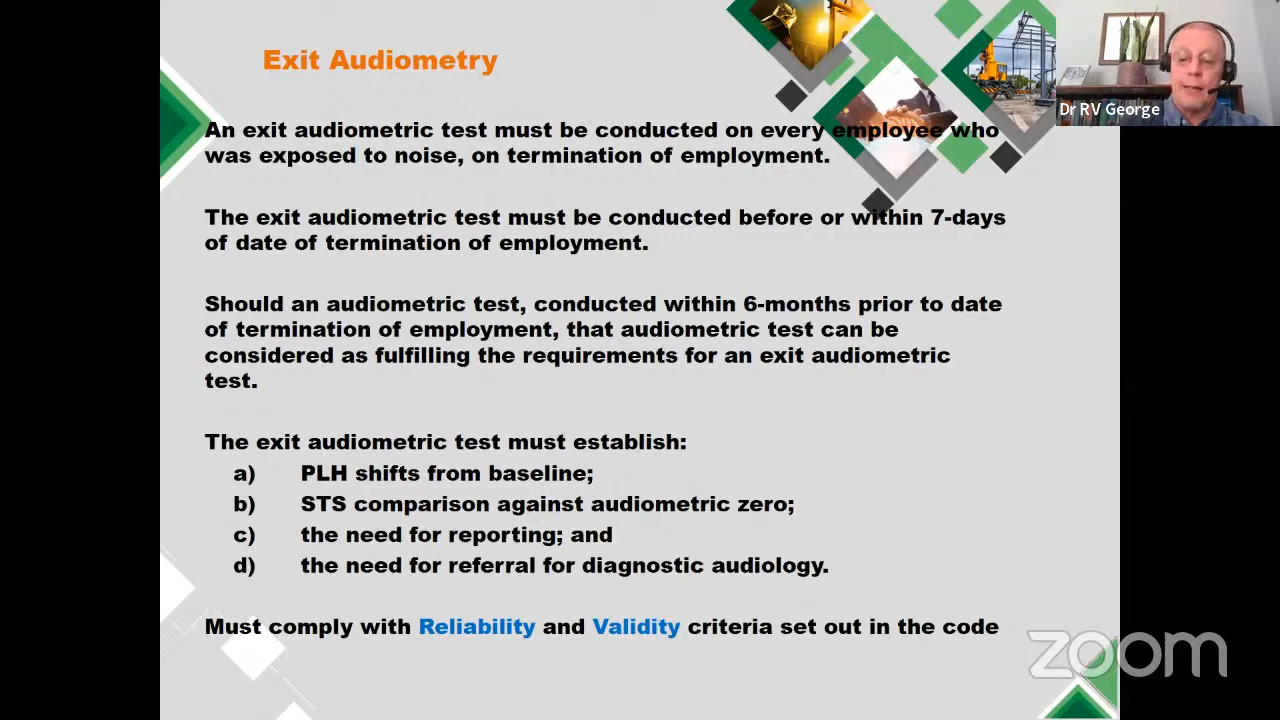 Exit Audiometry
Dr RV George
An exit audiometric test must be conducted on every employee who
was exposed to noise, on termination of employment.
The exit audiometric test must be conducted before or within 7-days
of date of termination of employment.
Should an audiometric test, conducted within 6-months prior to date
of termination of employment, that audiometric test can be
considered as fulfilling the requirements for an exit audiometric
test.
The exit audiometric test must establish:
a) PLH shifts from baseline;
b) STS comparison against audiometric zero;
c) the need for reporting; and
d) the need for referral for diagnostic audiology.
Must comply with Reliability and Validity criteria set out in the code
zoom